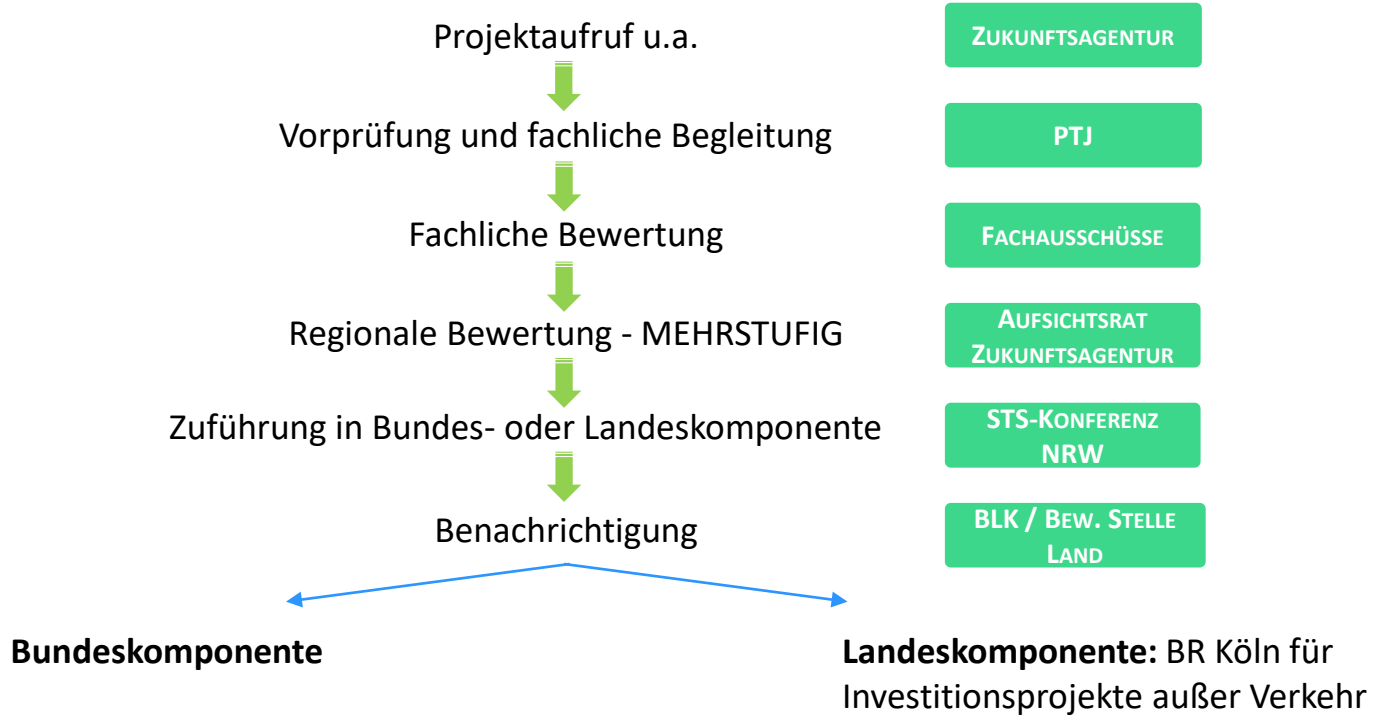 Projektaufruf u.a.
ZUKUNFTSAGENTUR
Vorprüfung und fachliche Begleitung
PTJ
Fachliche Bewertung
FACHAUSSCHÜSSE
Regionale Bewertung - MEHRSTUFIG
AUFSICHTSRAT
ZUKUNFTSAGENTUR
Zuführung in Bundes- oder Landeskomponente
STS-KONFERENZ
NRW
Benachrichtigung
BLK / BEW. STELLE
LAND
Bundeskomponente
Landeskomponente: BR Köln für
Investitionsprojekte außer Verkehr